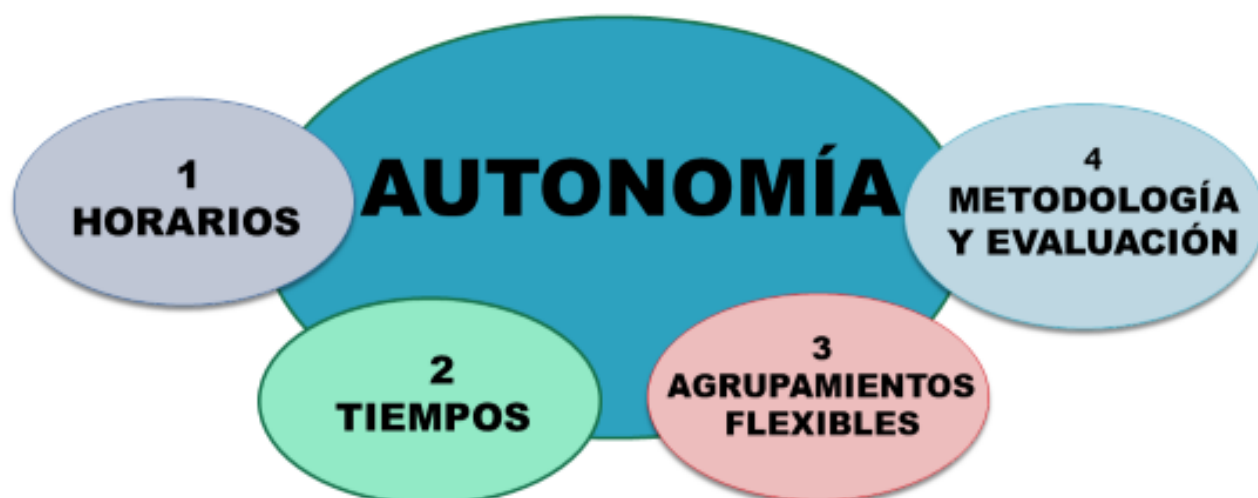 AUTONOMÍA
1
HORARIOS
2
TIEMPOS
3
AGRUPAMIENTOS
FLEXIBLES
4
METODOLOGÍA
Y EVALUACIÓN